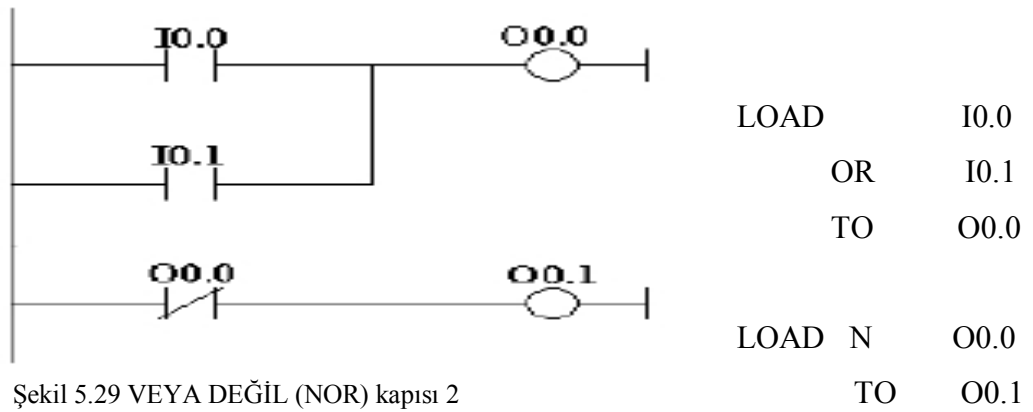 I0.0 O0.0
I0.1
O0.0 O0.1
Şekil 5.29 VEYA DEĞİL (NOR) kapısı 2
LOAD I0.0
OR I0.1
TO O0.0
LOAD N O0.0
TO O0.1